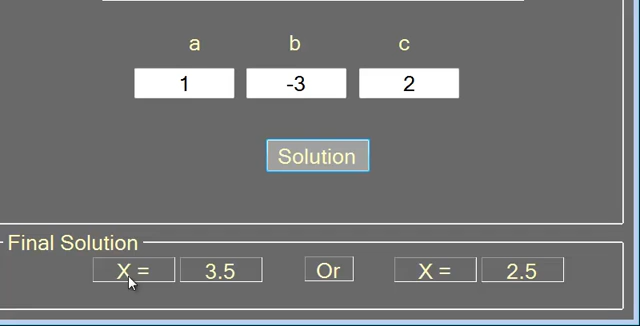 a b c
1 -3 2
Solution
Final Solution
X = 3.5 Or X = 2.5